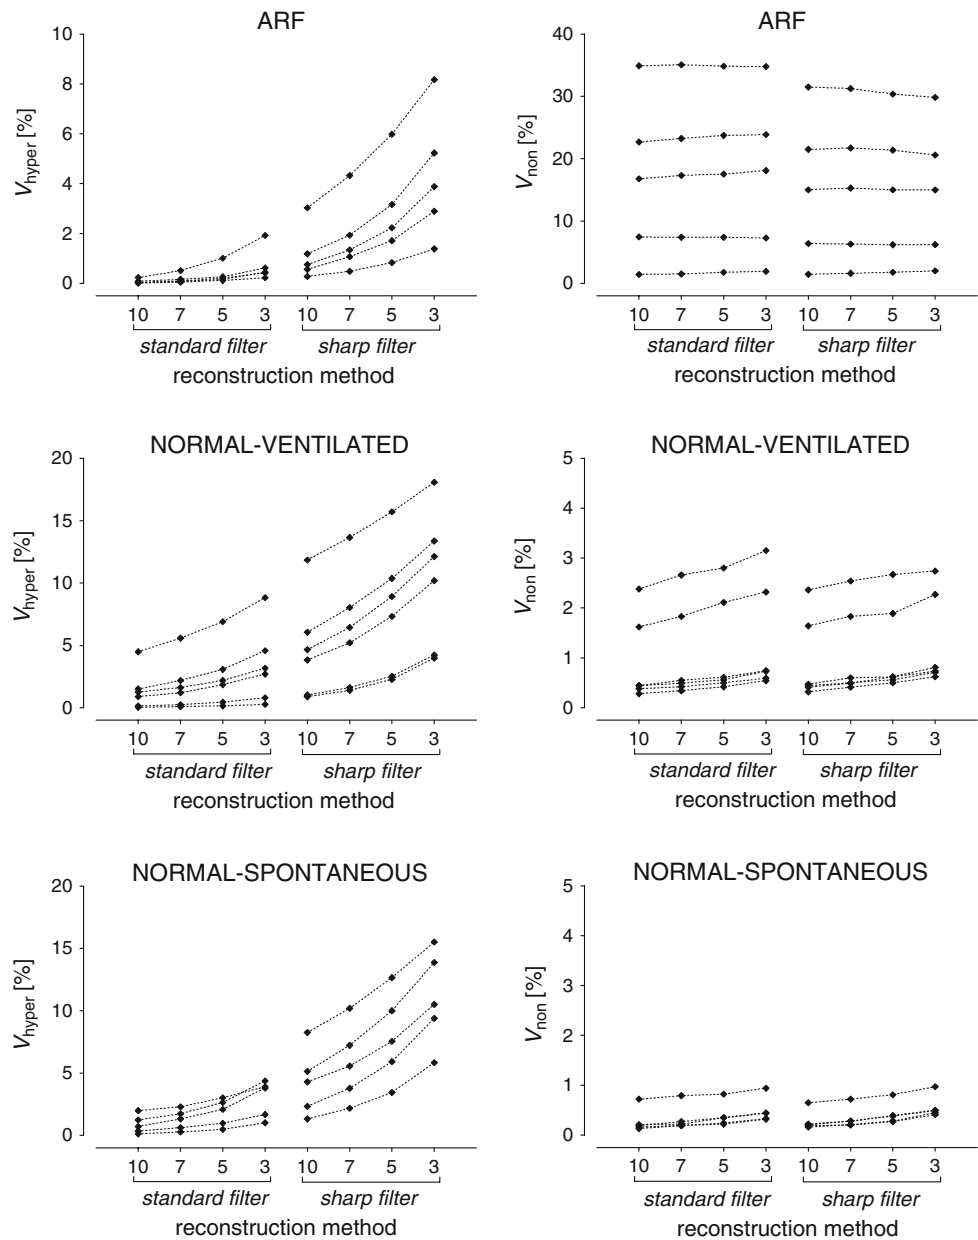 ARF
10
8
6
4
2
0
Vhyper [%]
10 7 5 3 10 7 5 3
standard filter sharp filter
reconstruction method
ARF
40
30
20
10
0
Vnon [%]
10 7 5 3 10 7 5 3
standard filter sharp filter
reconstruction method
NORMAL-VENTILATED
20
15
10
5
0
Vhyper [%]
10 7 5 3 10 7 5 3
standard filter sharp filter
reconstruction method
NORMAL-VENTILATED
5
4
3
2
1
0
Vnon [%]
10 7 5 3 10 7 5 3
standard filter sharp filter
reconstruction method
NORMAL-SPONTANEOUS
20
15
10
5
0
Vhyper [%]
10 7 5 3 10 7 5 3
standard filter sharp filter
reconstruction method
NORMAL-SPONTANEOUS
5
4
3
2
1
0
Vnon [%]
10 7 5 3 10 7 5 3
standard filter sharp filter
reconstruction method